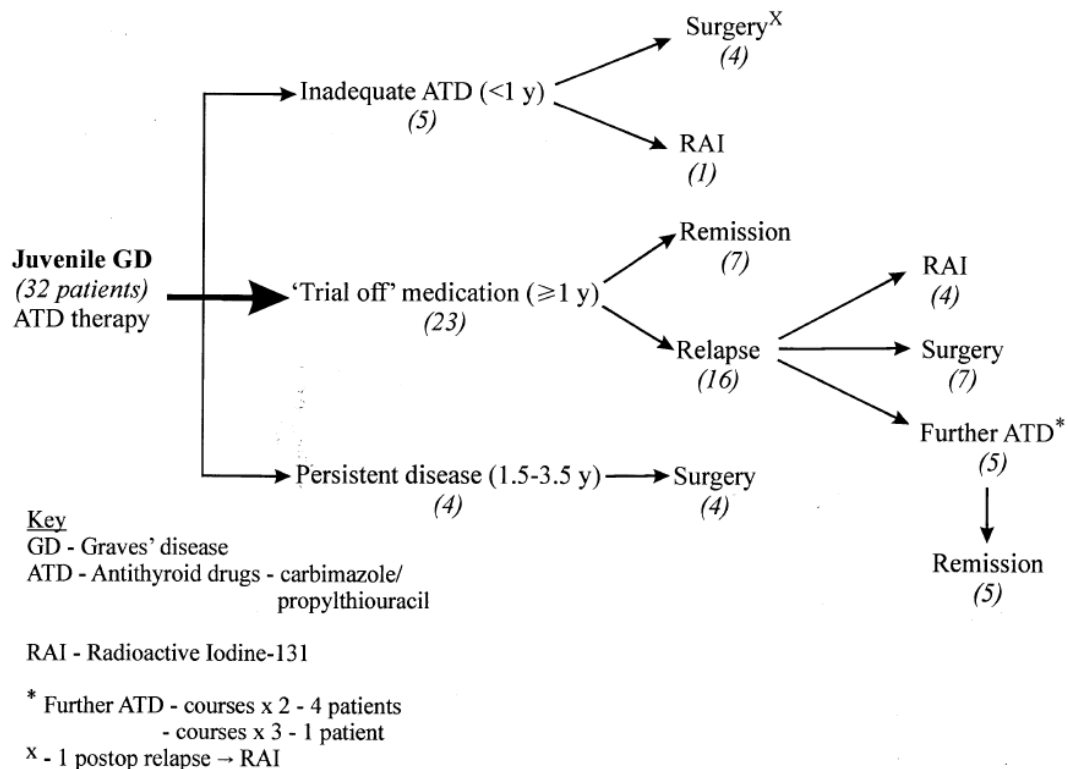 Surgery^X
(4)
Inadequate ATD (<1 y)
(5)
RAI
(1)
Juvenile GD
(32 patients)
ATD therapy
Remission
(7)
'Trial off' medication (≥1 y)
(23)
Relapse
(16)
RAI
(4)
Surgery
(7)
Further ATD*
(5)
Remission
(5)
Persistent disease (1.5-3.5 y)
(4)
Surgery
(4)
Key
GD - Graves' disease
ATD - Antithyroid drugs - carbimazole/
propylthiouracil
RAI - Radioactive Iodine-131
* Further ATD - courses x 2 - 4 patients
- courses x 3 - 1 patient
X - 1 postop relapse → RAI